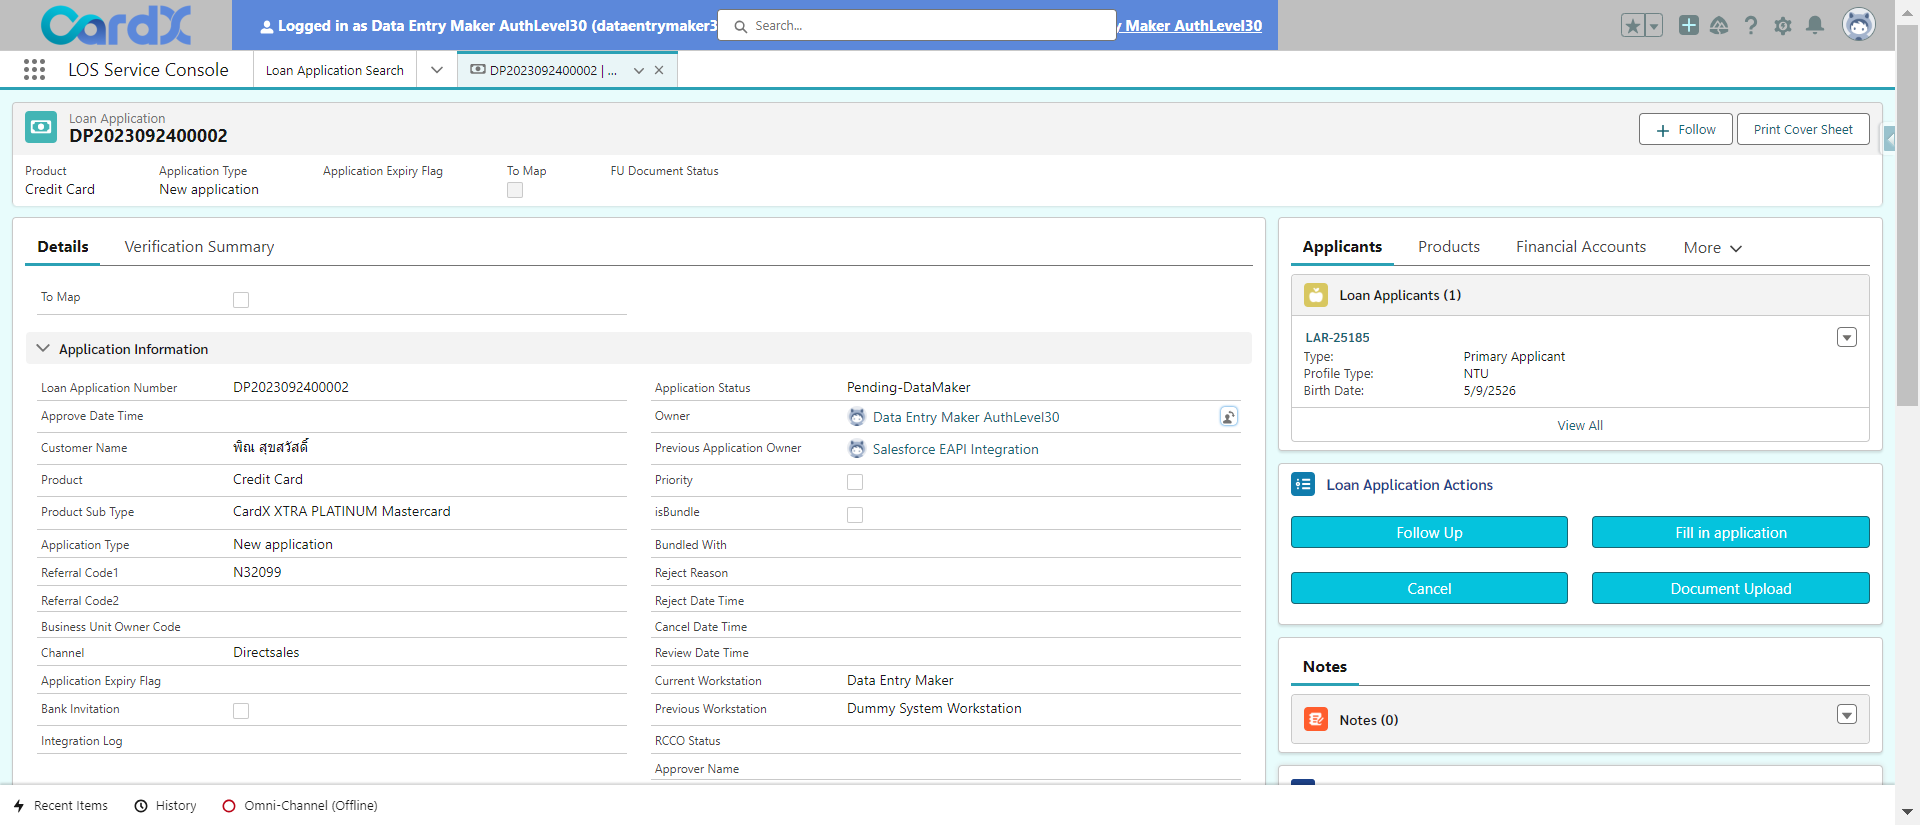 CardX
Logged in as Data Entry Maker AuthLevel30 (dataentrymaker3
Search...
y Maker AuthLevel30
LOS Service Console
Loan Application Search
DP2023092400002 | ...
Loan Application
DP2023092400002
Follow
Print Cover Sheet
Product
Application Type
Application Expiry Flag
To Map
FU Document Status
Credit Card
New application
Details
Verification Summary
To Map
Application Information
Loan Application Number
DP2023092400002
Approve Date Time
Customer Name
พิณ สุขสวัสดิ์
Product
Credit Card
Product Sub Type
CardX XTRA PLATINUM Mastercard
Application Type
New application
Referral Code1
N32099
Referral Code2
Business Unit Owner Code
Channel
Directsales
Application Expiry Flag
Bank Invitation
Integration Log
Application Status
Pending-DataMaker
Owner
Data Entry Maker AuthLevel30
Previous Application Owner
Salesforce EAPI Integration
Priority
isBundle
Bundled With
Reject Reason
Reject Date Time
Cancel Date Time
Review Date Time
Current Workstation
Data Entry Maker
Previous Workstation
Dummy System Workstation
RCCO Status
Approver Name
Applicants
Products
Financial Accounts
More
Loan Applicants (1)
LAR-25185
Type:
Primary Applicant
Profile Type:
NTU
Birth Date:
5/9/2526
View All
Loan Application Actions
Follow Up
Fill in application
Cancel
Document Upload
Notes
Notes (0)
Recent Items
History
Omni-Channel (Offline)